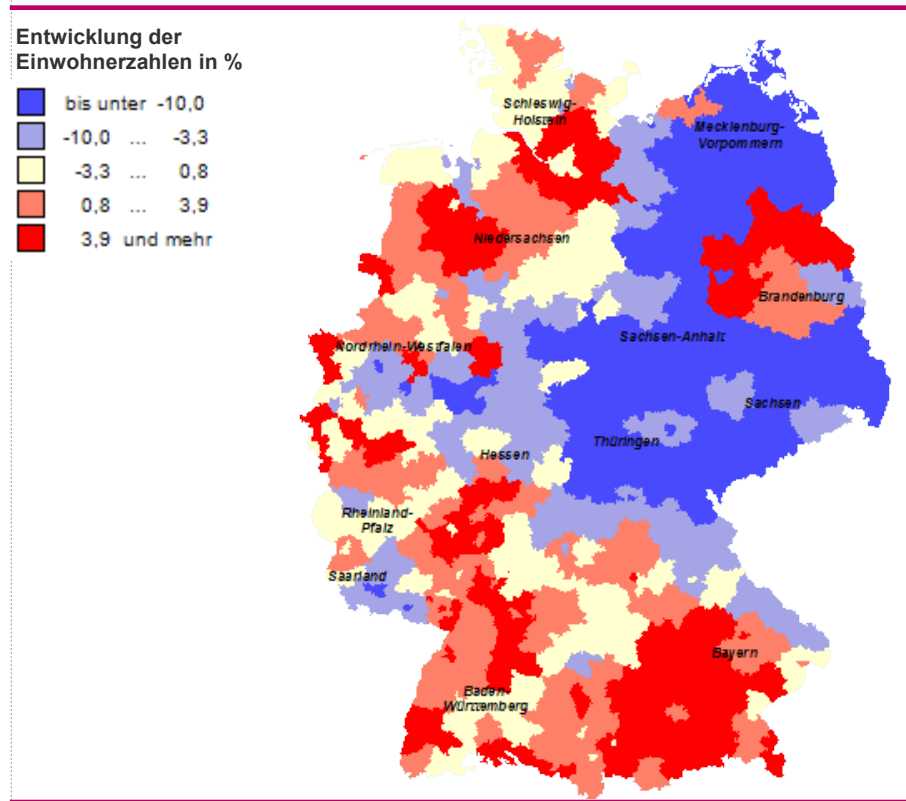 Entwicklung der
Einwohnerzahlen in %
bis unter -10,0
-10,0 ... -3,3
-3,3 ... 0,8
0,8 ... 3,9
3,9 und mehr
Schleswig-
Holstein
Mecklenburg-
Vorpommern
Niedersachsen
Brandenburg
Sachsen-Anhalt
Nordrhein-Westfalen
Sachsen
Thüringen
Hessen
Rheinland-
Pfalz
Saarland
Bayern
Baden-
Württemberg